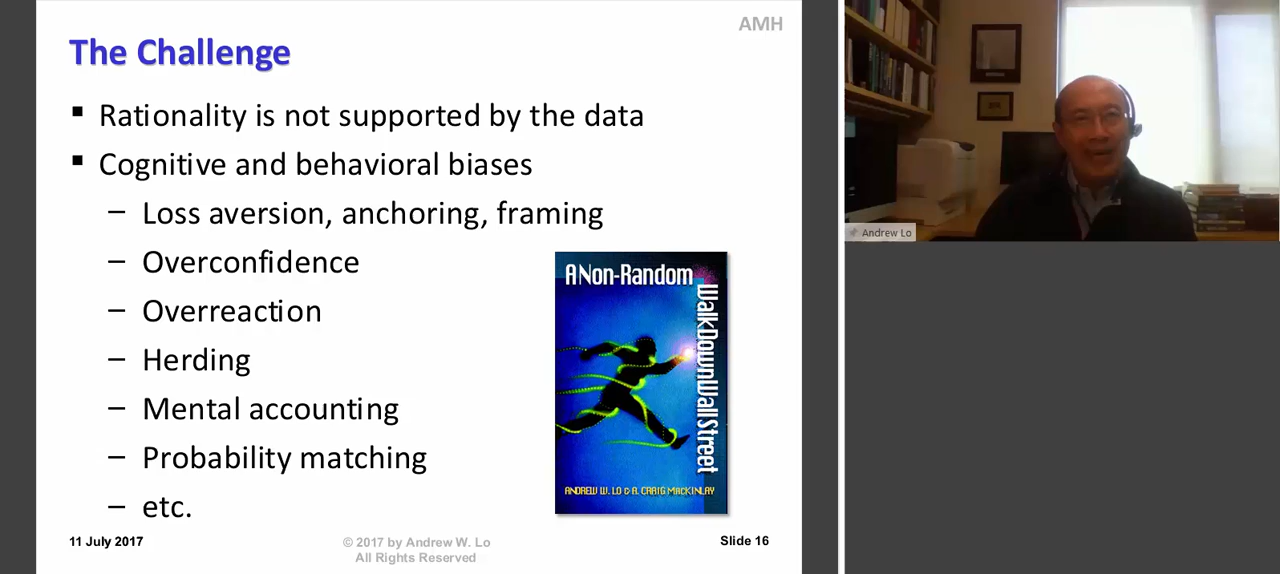 AMH
The Challenge
▪ Rationality is not supported by the data
▪ Cognitive and behavioral biases
– Loss aversion, anchoring, framing
– Overconfidence
– Overreaction
– Herding
– Mental accounting
– Probability matching
– etc.
A Non-Random
Walk Down Wall Street
ANDREW W. LO & A. CRAIG MACKINLAY
11 July 2017
© 2017 by Andrew W. Lo
All Rights Reserved
Slide 16
Andrew Lo